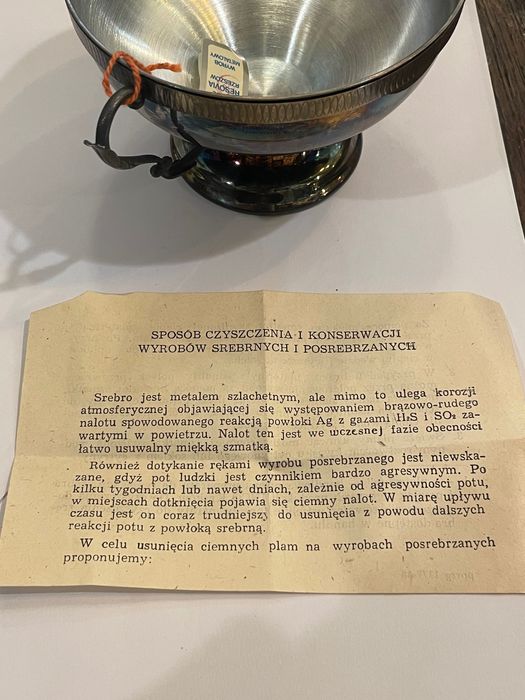 RESOVIA
RZESZÓW
WYRÓB
METALOWY
SPOSÓB CZYSZCZENIA I KONSERWACJI
WYROBÓW SREBRNYCH I POSREBRZANYCH
Srebro jest metalem szlachetnym, ale mimo to ulega korozji
atmosferycznej objawiającej się występowaniem brązowo-rudego
nalotu spowodowanego reakcją powłoki Ag z gazami H₂S i SO₂ za-
wartymi w powietrzu. Nalot ten jest we wczesnej fazie obecności
łatwo usuwalny miękką szmatką.
Również dotykanie rękami wyrobu posrebrzanego jest niewska-
zane, gdyż pot ludzki jest czynnikiem bardzo agresywnym. Po
kilku tygodniach lub nawet dniach, zależnie od agresywności potu,
w miejscach dotknięcia pojawia się ciemny nalot. W miarę upływu
czasu jest on coraz trudniejszy do usunięcia z powodu dalszych
reakcji potu z powłoką srebrną.
W celu usunięcia ciemnych plam na wyrobach posrebrzanych
proponujemy: